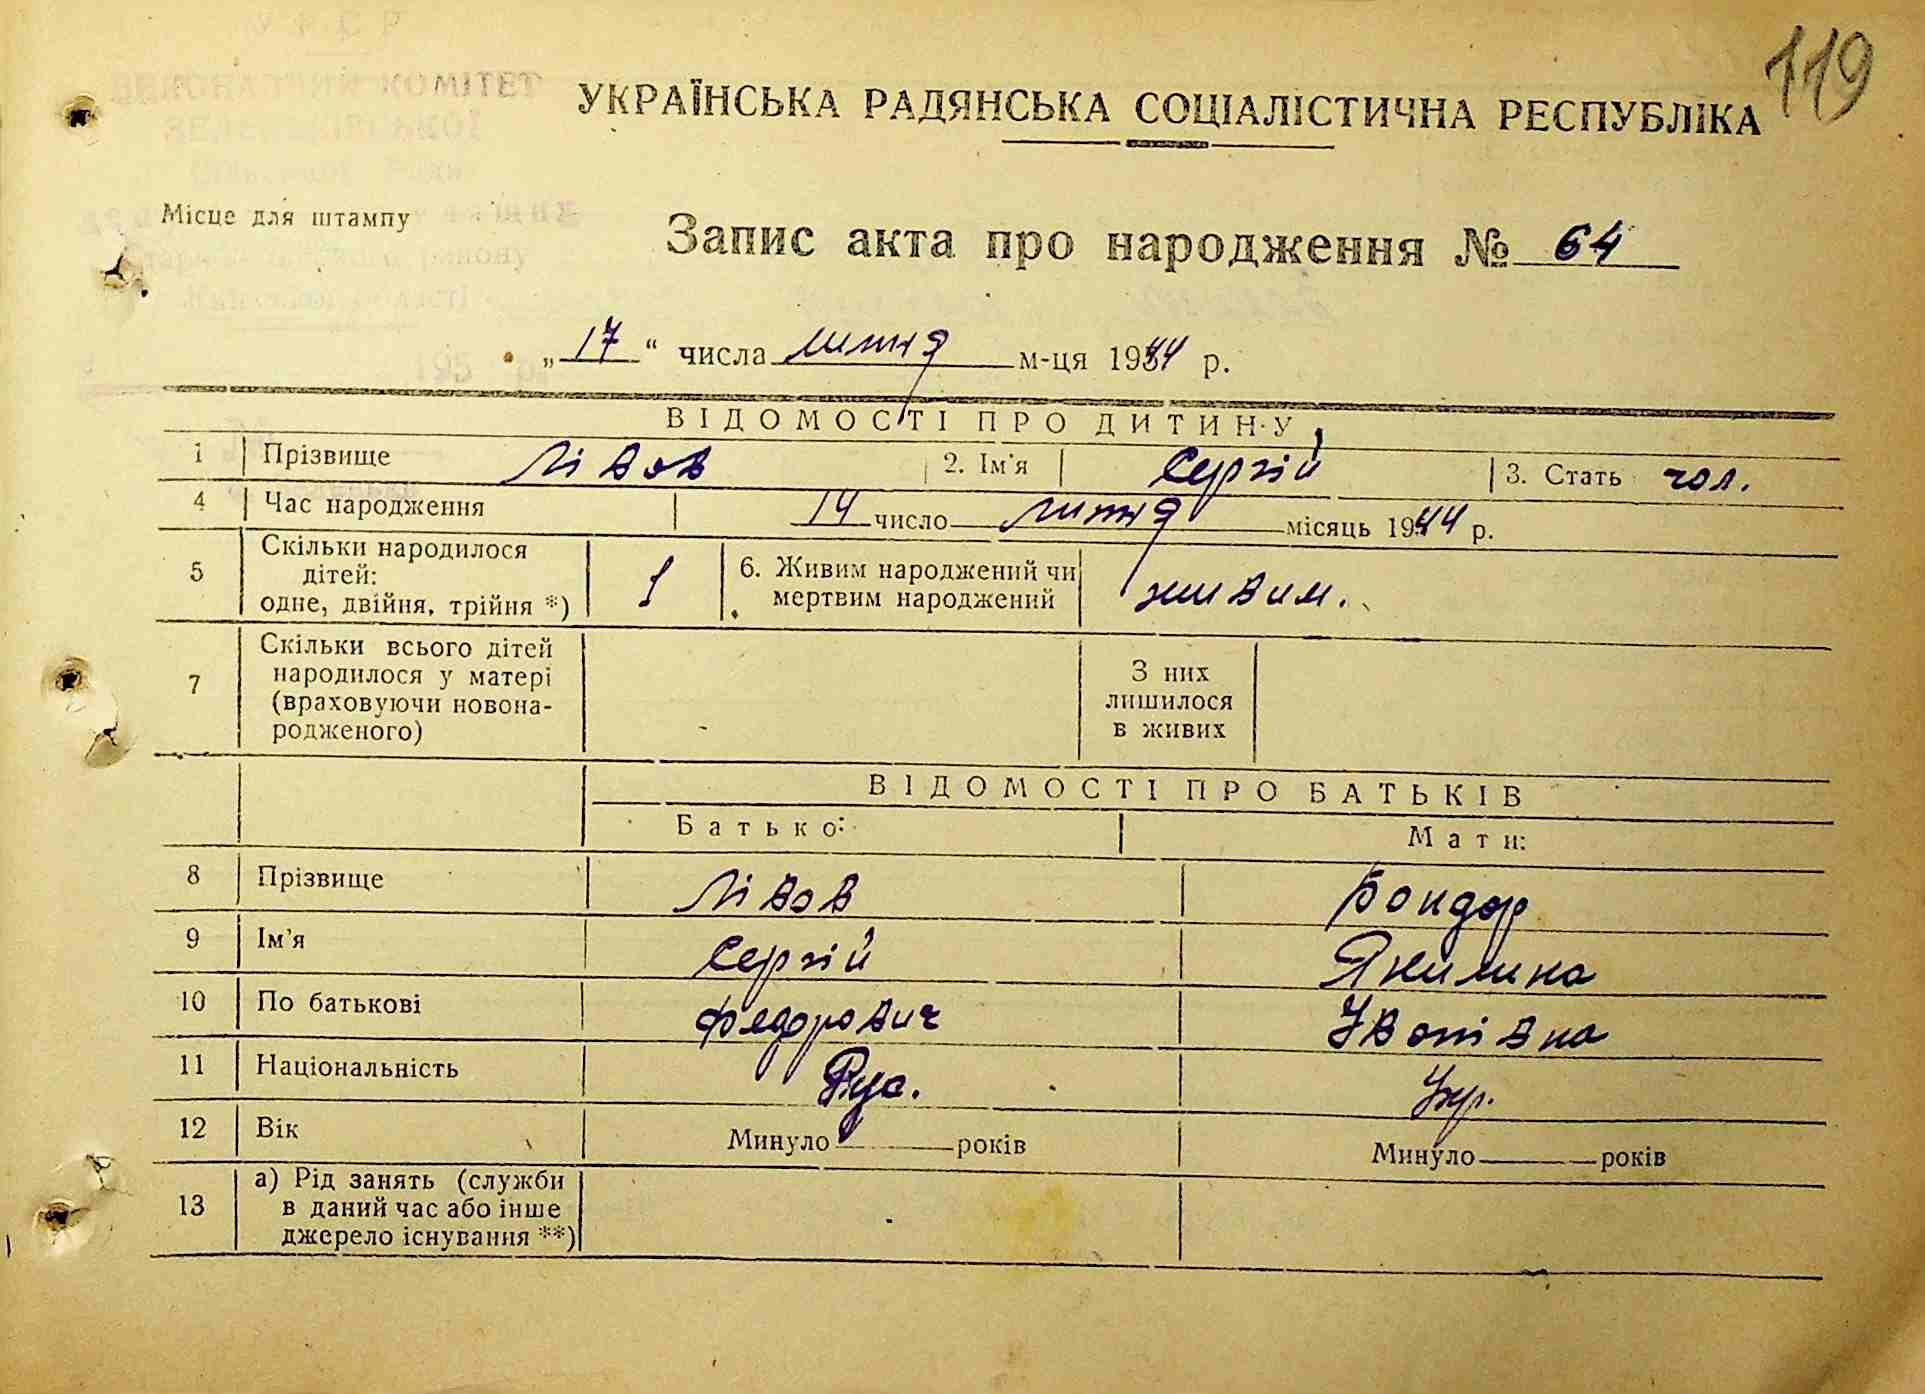 119
УКРАЇНСЬКА РАДЯНСЬКА СОЦІАЛІСТИЧНА РЕСПУБЛІКА
Місце для штампу
Запис акта про народження № 64
„17“ числа липня м-ця 1944 р.
ВІДОМОСТІ ПРО ДИТИНУ
1 Прізвище Лівов 2. Ім'я Сергій 3. Стать чол.
4 Час народження 14 число липня місяць 1944 р.
5 Скільки народилося дітей: одне, двійня, трійня *) 1 6. Живим народжений чи мертвим народжений живим.
7 Скільки всього дітей народилося у матері (враховуючи новонародженого) З них лишилося в живих
ВІДОМОСТІ ПРО БАТЬКІВ
Батько: Мати:
8 Прізвище Лівов Бондар
9 Ім'я Сергій Якилина
10 По батькові Федорович
11 Національність Рус. Укр.
12 Вік Минуло років Минуло років
13 а) Рід занять (служби в даний час або інше джерело існування **)